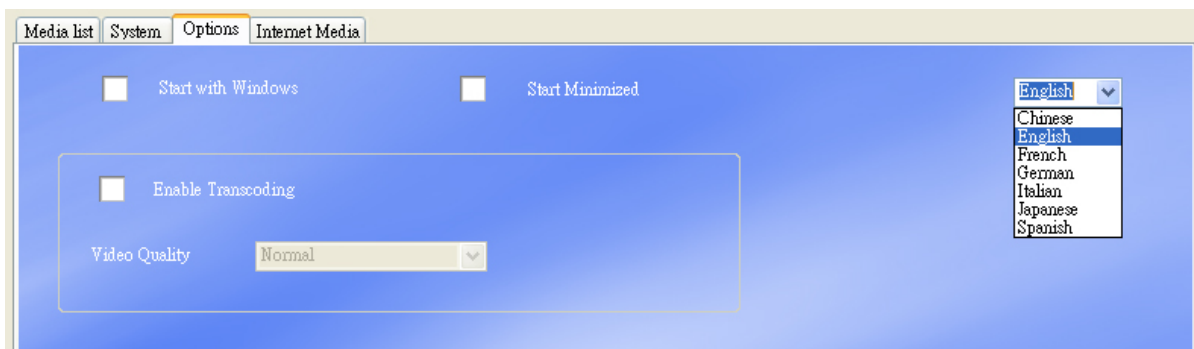 Media list System Options Internet Media
Start with Windows Start Minimized English
Chinese
English
French
German
Italian
Japanese
Spanish
Enable Transcoding
Video Quality Normal